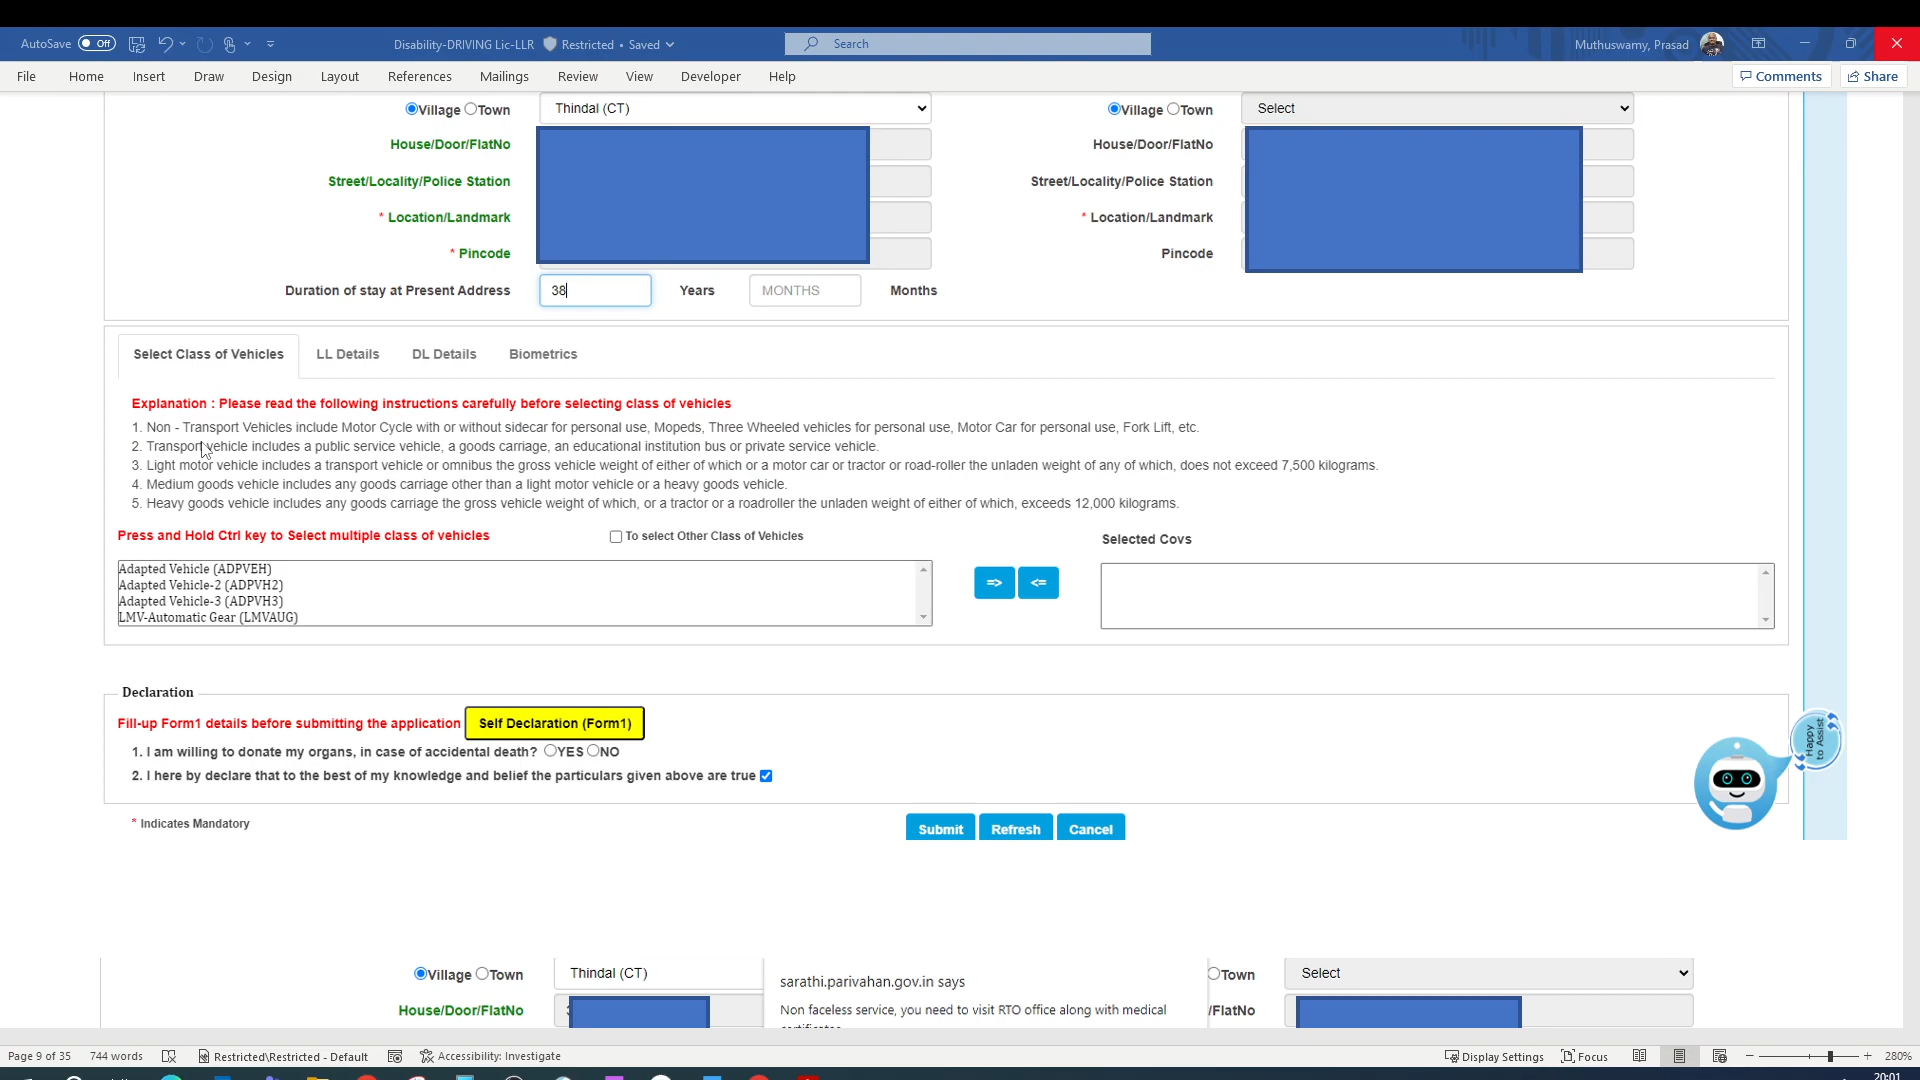 AutoSave Off Disability-DRIVING Lic-LLR Restricted • Saved Search Muthuswamy, Prasad
File Home Insert Draw Design Layout References Mailings Review View Developer Help Comments Share
Village Town Thindal (CT) Village Town Select
House/Door/FlatNo House/Door/FlatNo
Street/Locality/Police Station Street/Locality/Police Station
* Location/Landmark * Location/Landmark
* Pincode Pincode
Duration of stay at Present Address 38 Years MONTHS Months
Select Class of Vehicles LL Details DL Details Biometrics
Explanation : Please read the following instructions carefully before selecting class of vehicles
1. Non - Transport Vehicles include Motor Cycle with or without sidecar for personal use, Mopeds, Three Wheeled vehicles for personal use, Motor Car for personal use, Fork Lift, etc.
2. Transport vehicle includes a public service vehicle, a goods carriage, an educational institution bus or private service vehicle.
3. Light motor vehicle includes a transport vehicle or omnibus the gross vehicle weight of either of which or a motor car or tractor or road-roller the unladen weight of any of which, does not exceed 7,500 kilograms.
4. Medium goods vehicle includes any goods carriage other than a light motor vehicle or a heavy goods vehicle.
5. Heavy goods vehicle includes any goods carriage the gross vehicle weight of which, or a tractor or a roadroller the unladen weight of either of which, exceeds 12,000 kilograms.
Press and Hold Ctrl key to Select multiple class of vehicles To select Other Class of Vehicles Selected Covs
Adapted Vehicle (ADPVEH)
Adapted Vehicle-2 (ADPVH2) => <=
Adapted Vehicle-3 (ADPVH3)
LMV-Automatic Gear (LMVAUG)
Declaration
Fill-up Form1 details before submitting the application Self Declaration (Form1)
1. I am willing to donate my organs, in case of accidental death? YES NO
2. I here by declare that to the best of my knowledge and belief the particulars given above are true
Happy
to Assist
* Indicates Mandatory Submit Refresh Cancel
Village Town Thindal (CT) sarathi.parivahan.gov.in says Town Select
House/Door/FlatNo Non faceless service, you need to visit RTO office along with medical /FlatNo
Page 9 of 35 744 words Restricted\Restricted - Default Accessibility: Investigate Display Settings Focus 280%
20:01